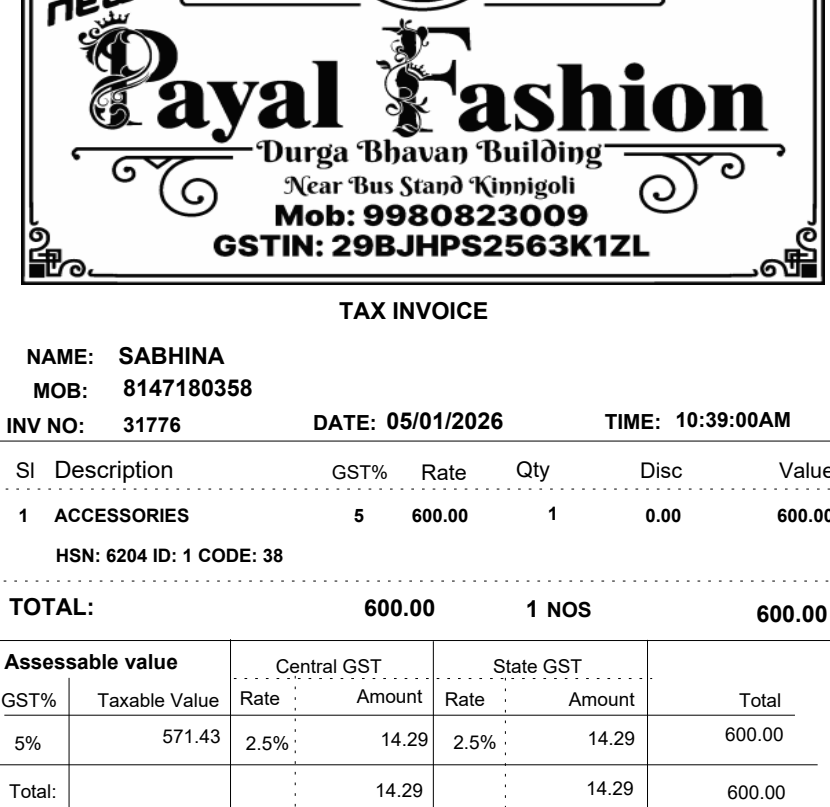 new
Payal Fashion
Durga Bhavan Building
Near Bus Stand Kinnigoli
Mob: 9980823009
GSTIN: 29BJHPS2563K1ZL
TAX INVOICE
NAME: SABHINA
MOB: 8147180358
INV NO: 31776 DATE: 05/01/2026 TIME: 10:39:00AM
Sl Description GST% Rate Qty Disc Value
1 ACCESSORIES 5 600.00 1 0.00 600.00
HSN: 6204 ID: 1 CODE: 38
TOTAL: 600.00 1 NOS 600.00
Assessable value Central GST State GST
GST% Taxable Value Rate Amount Rate Amount Total
5% 571.43 2.5% 14.29 2.5% 14.29 600.00
Total: 14.29 14.29 600.00